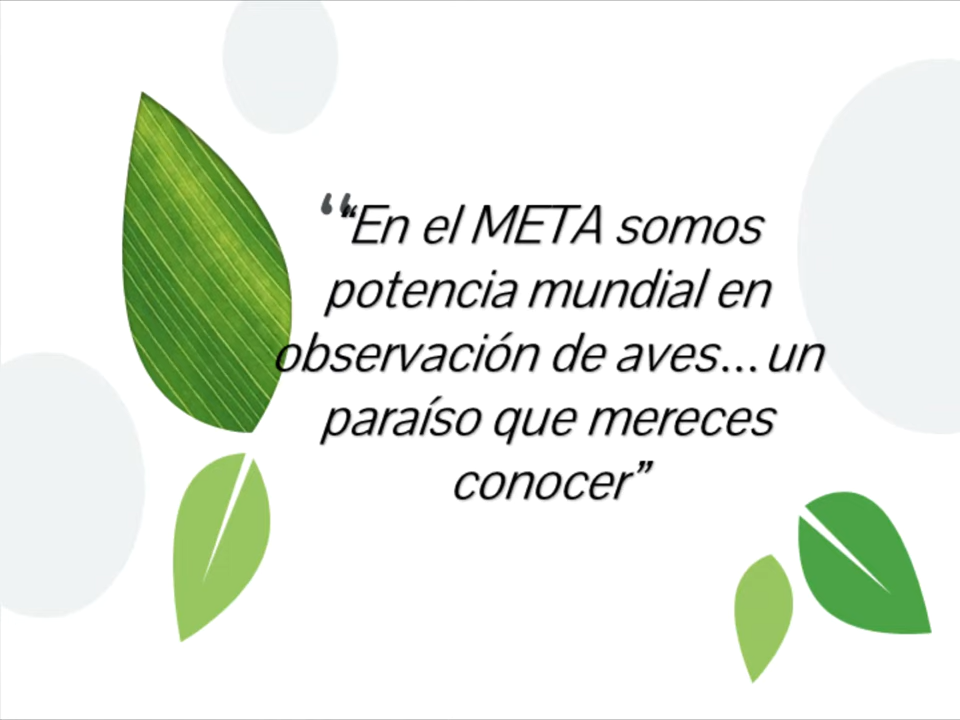 “En el META somos
potencia mundial en
observación de aves... un
paraíso que mereces
conocer”